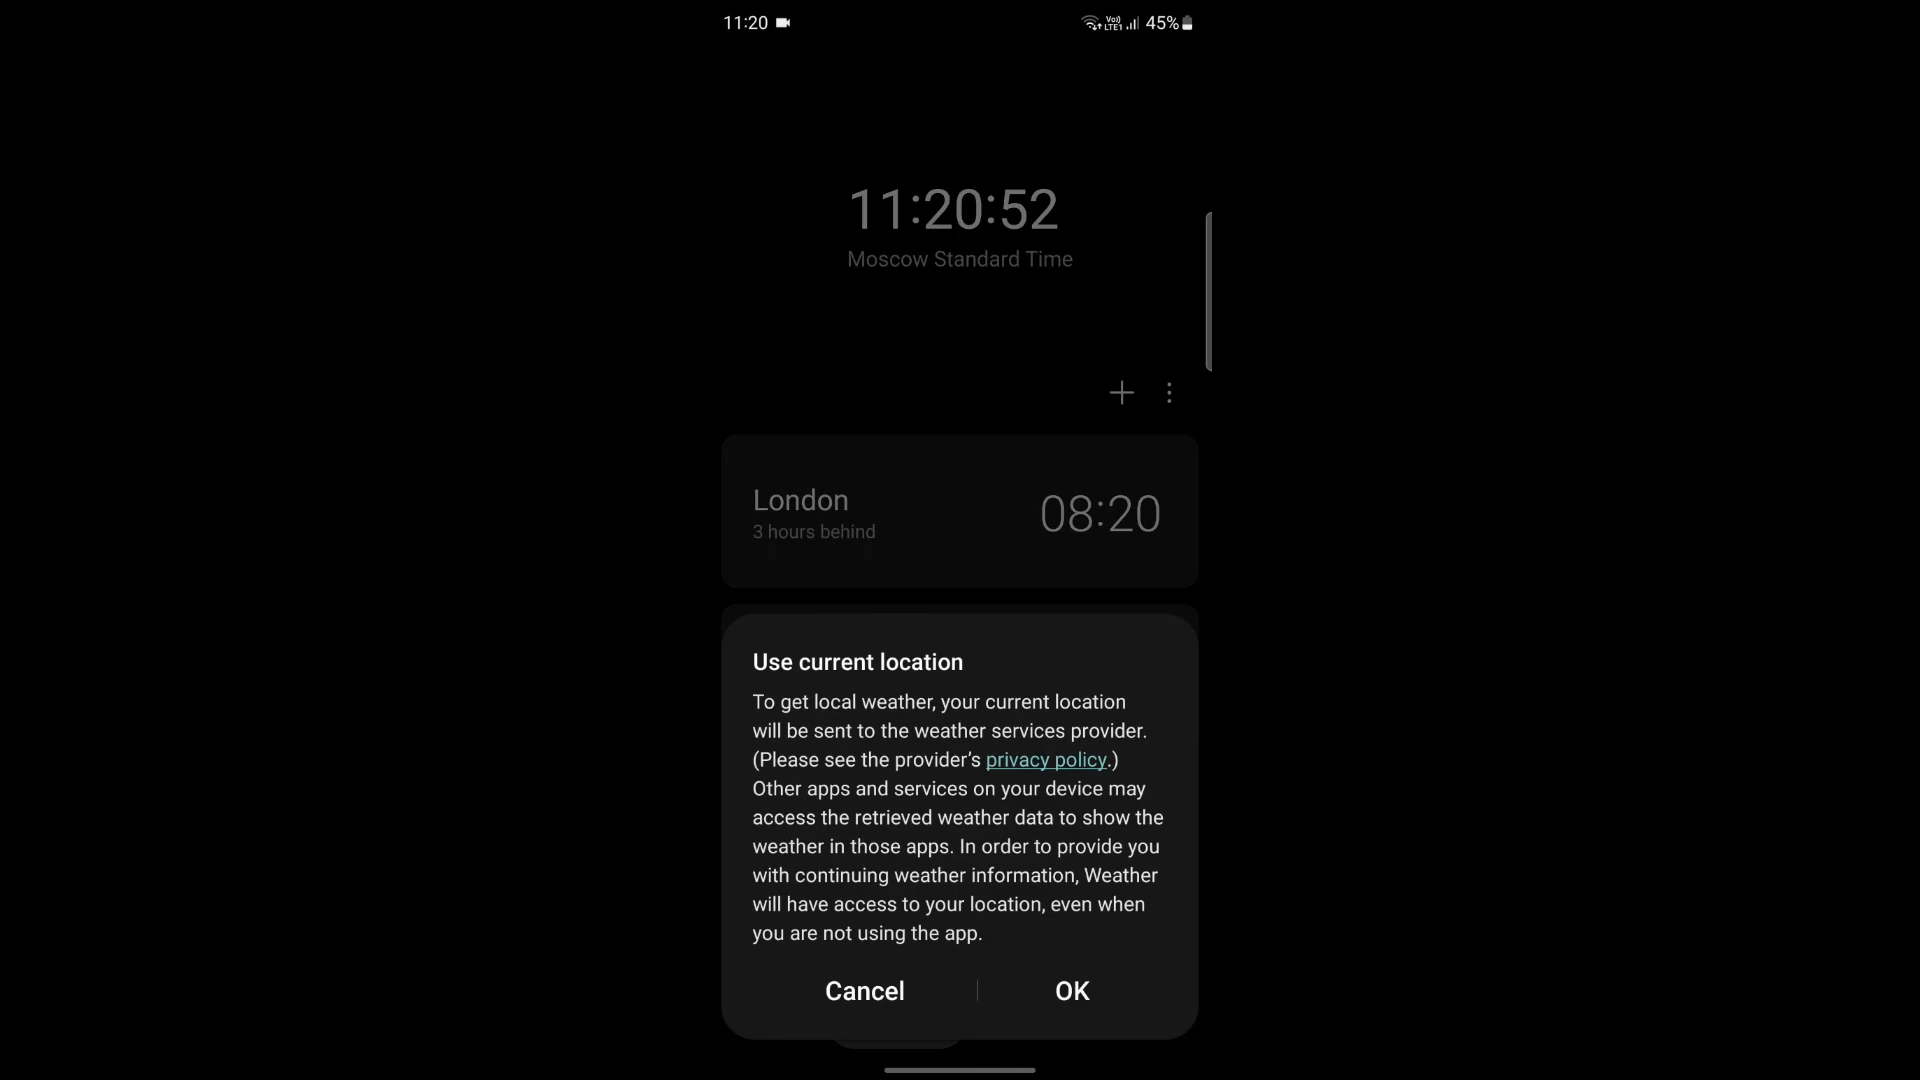 11:20
Vo) LTE1 45%
11:20:52
Moscow Standard Time
London
3 hours behind
08:20
Use current location
To get local weather, your current location
will be sent to the weather services provider.
(Please see the provider’s privacy policy.)
Other apps and services on your device may
access the retrieved weather data to show the
weather in those apps. In order to provide you
with continuing weather information, Weather
will have access to your location, even when
you are not using the app.
Cancel
OK